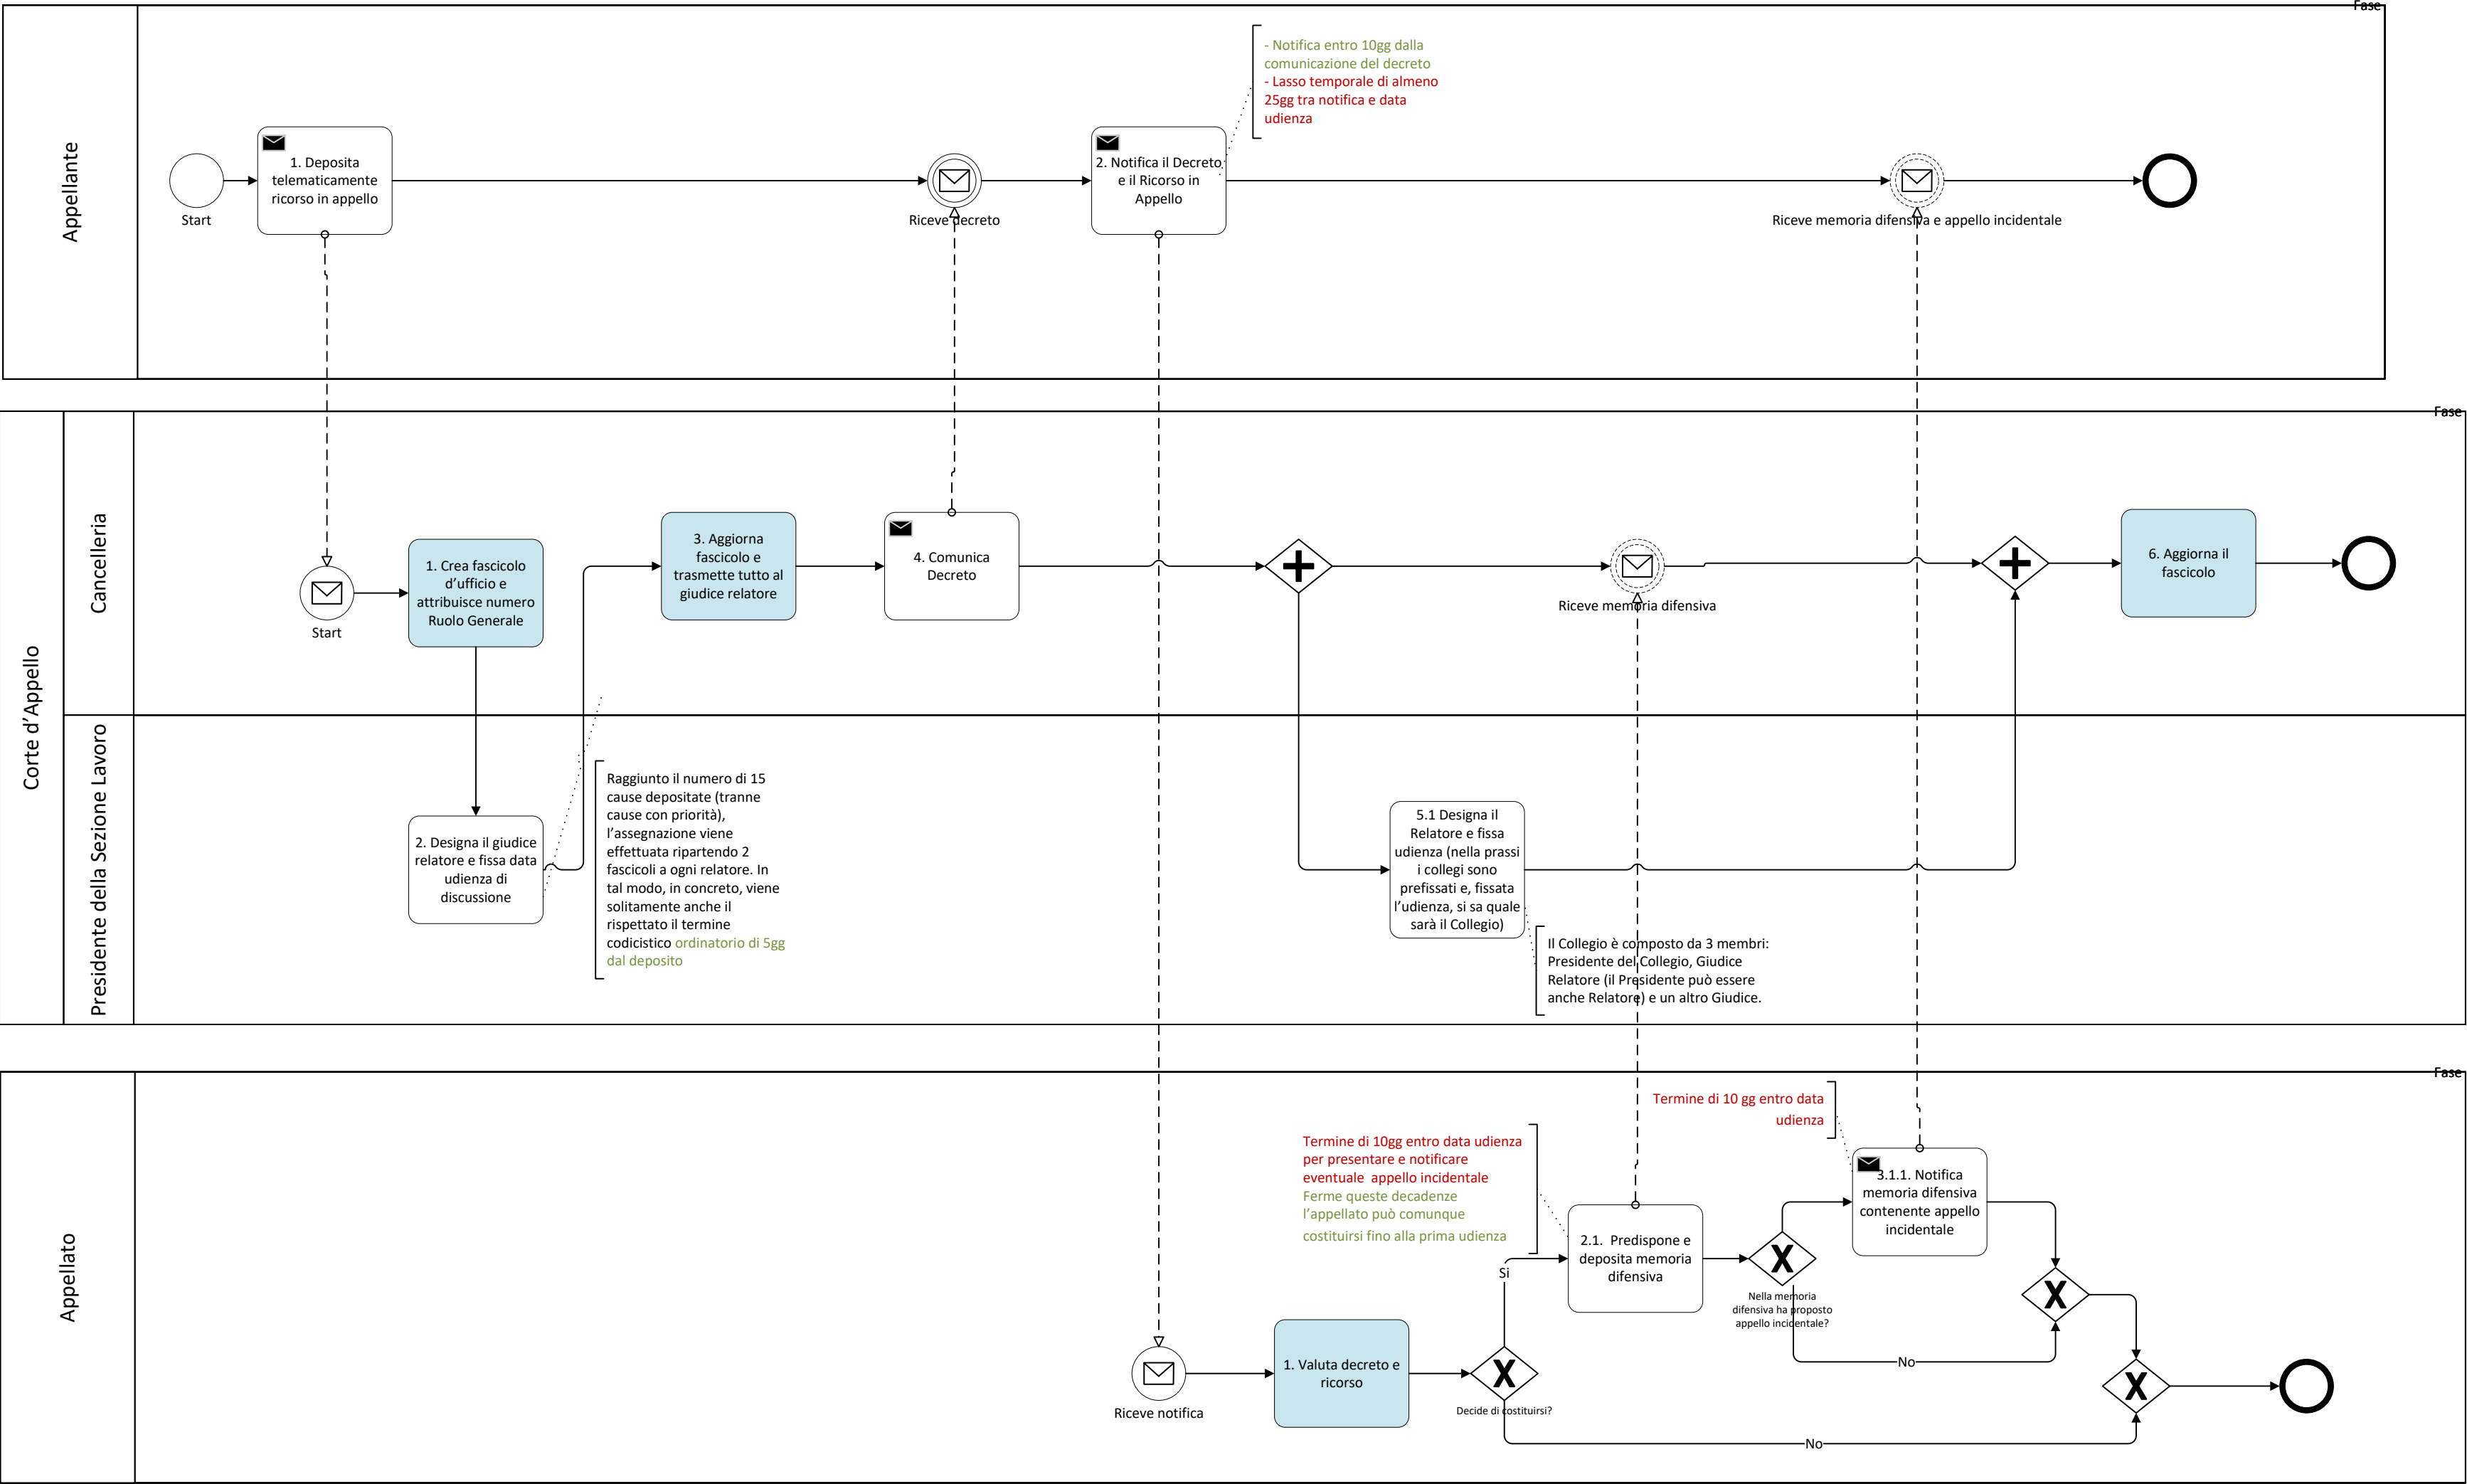 Fase
Appellante
- Notifica entro 10gg dalla
comunicazione del decreto
- Lasso temporale di almeno
25gg tra notifica e data
udienza
Start
1. Deposita
telematicamente
ricorso in appello
Riceve decreto
2. Notifica il Decreto
e il Ricorso in
Appello
Riceve memoria difensiva e appello incidentale
Fase
Corte d’Appello
Cancelleria
Start
1. Crea fascicolo
d’ufficio e
attribuisce numero
Ruolo Generale
3. Aggiorna
fascicolo e
trasmette tutto al
giudice relatore
4. Comunica
Decreto
Riceve memoria difensiva
6. Aggiorna il
fascicolo
Presidente della Sezione Lavoro
2. Designa il giudice
relatore e fissa data
udienza di
discussione
Raggiunto il numero di 15
cause depositate (tranne
cause con priorità),
l’assegnazione viene
effettuata ripartendo 2
fascicoli a ogni relatore. In
tal modo, in concreto, viene
solitamente anche il
rispettato il termine
codicistico ordinatorio di 5gg
dal deposito
5.1 Designa il
Relatore e fissa
udienza (nella prassi
i collegi sono
prefissati e, fissata
l’udienza, si sa quale
sarà il Collegio)
Il Collegio è composto da 3 membri:
Presidente del Collegio, Giudice
Relatore (il Presidente può essere
anche Relatore) e un altro Giudice.
Fase
Appellato
Riceve notifica
1. Valuta decreto e
ricorso
Decide di costituirsi?
Si
No
Termine di 10gg entro data udienza
per presentare e notificare
eventuale  appello incidentale
Ferme queste decadenze
l’appellato può comunque
costituirsi fino alla prima udienza
2.1.  Predispone e
deposita memoria
difensiva
Nella memoria
difensiva ha proposto
appello incidentale?
No
Termine di 10 gg entro data
udienza
3.1.1. Notifica
memoria difensiva
contenente appello
incidentale